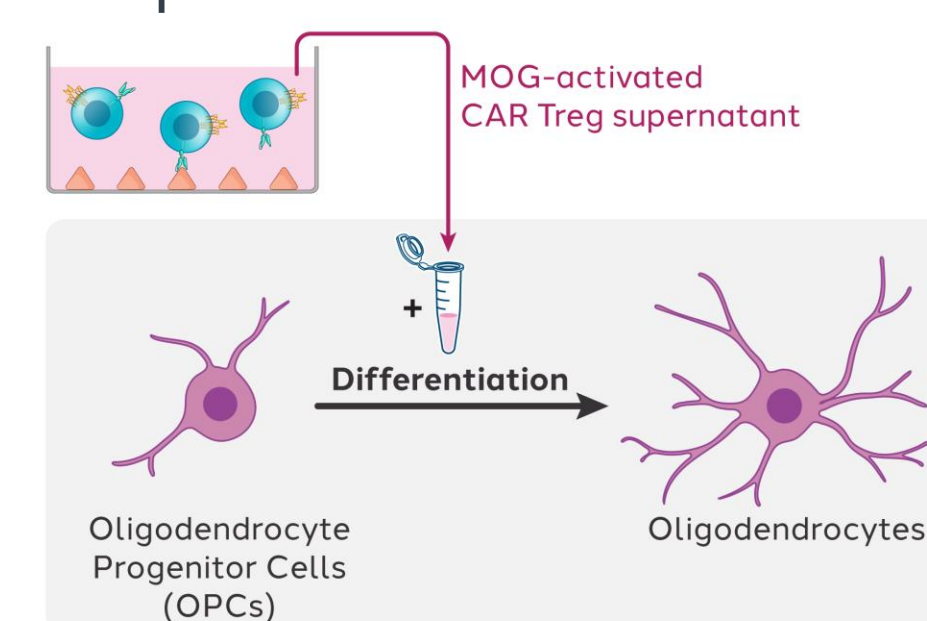 MOG-activated
CAR Treg supernatant
+
Differentiation
Oligodendrocyte
Progenitor Cells
(OPCs)
Oligodendrocytes